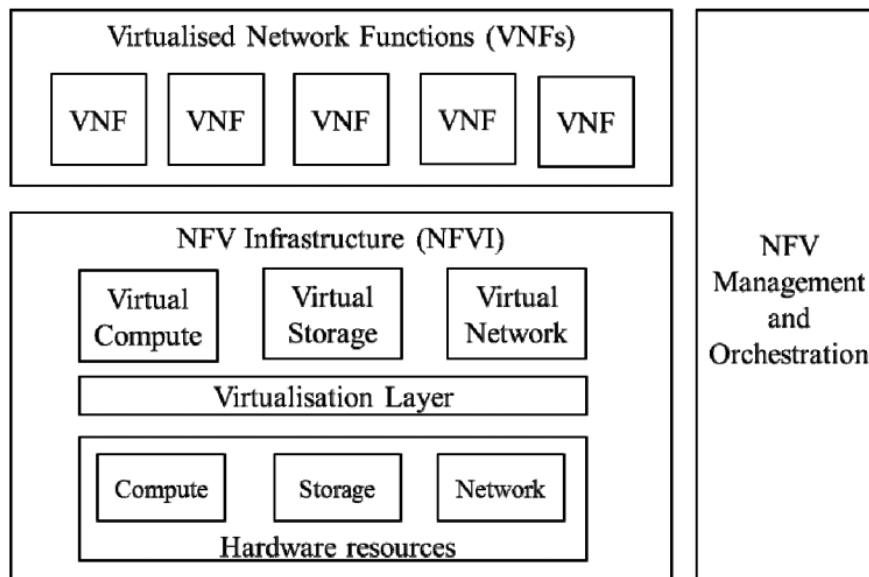 Virtualised Network Functions (VNFs)
VNF VNF VNF VNF VNF
NFV Infrastructure (NFVI)
Virtual
Compute
Virtual
Storage
Virtual
Network
Virtualisation Layer
Compute
Storage
Network
Hardware resources
NFV
Management
and
Orchestration